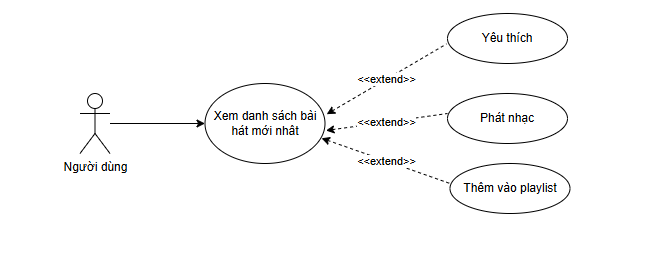 Yêu thích
<<extend>>
Xem danh sách bài
hát mới nhất
<<extend>>
Phát nhạc
<<extend>>
Thêm vào playlist
Người dùng